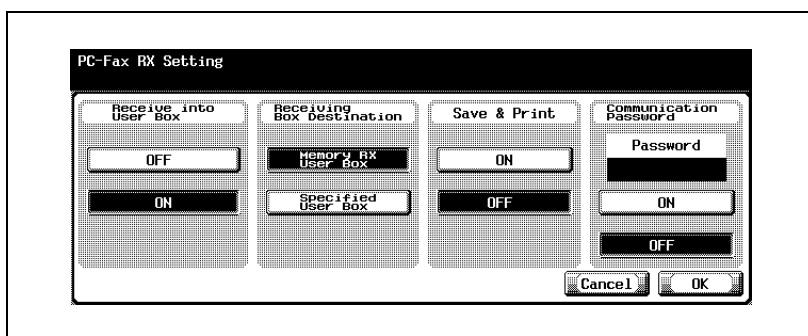 PC-Fax RX Setting
Receive into
User Box
OFF
ON
Receiving
Box Destination
Memory RX
User Box
Specified
User Box
Save & Print
ON
OFF
Communication
Password
Password
ON
OFF
Cancel
OK